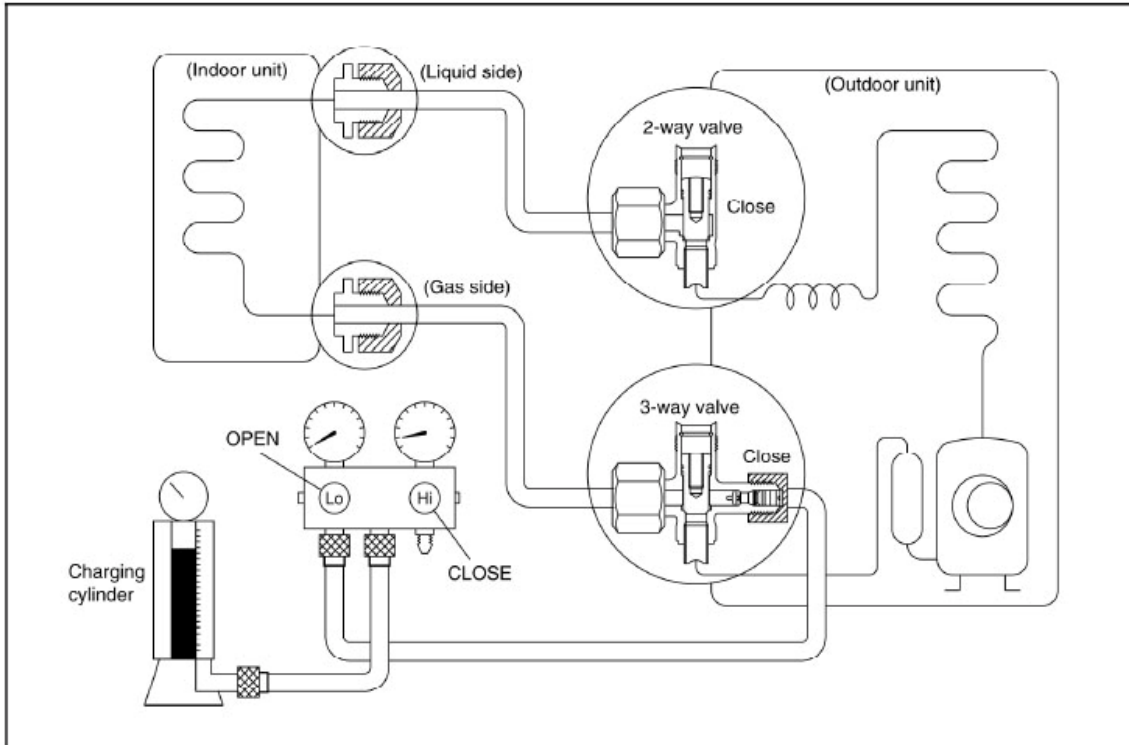 (Indoor unit)
(Liquid side)
(Outdoor unit)
2-way valve
Close
(Gas side)
3-way valve
Close
OPEN
Lo
Hi
CLOSE
Charging
cylinder